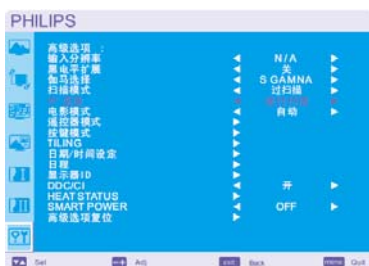 PHILIPS
高级选项 :
输入分辨率 N/A
黑电平扩展 关
伽马选择 S GAMNA
扫描模式 过扫描
电影模式 自动
遥控器模式
按键模式
TILING
日期/时间设定
日程
显示器ID
DDC/CI 开
HEAT STATUS
SMART POWER OFF
高级选项复位
Sel Adj exit Back menu Quit